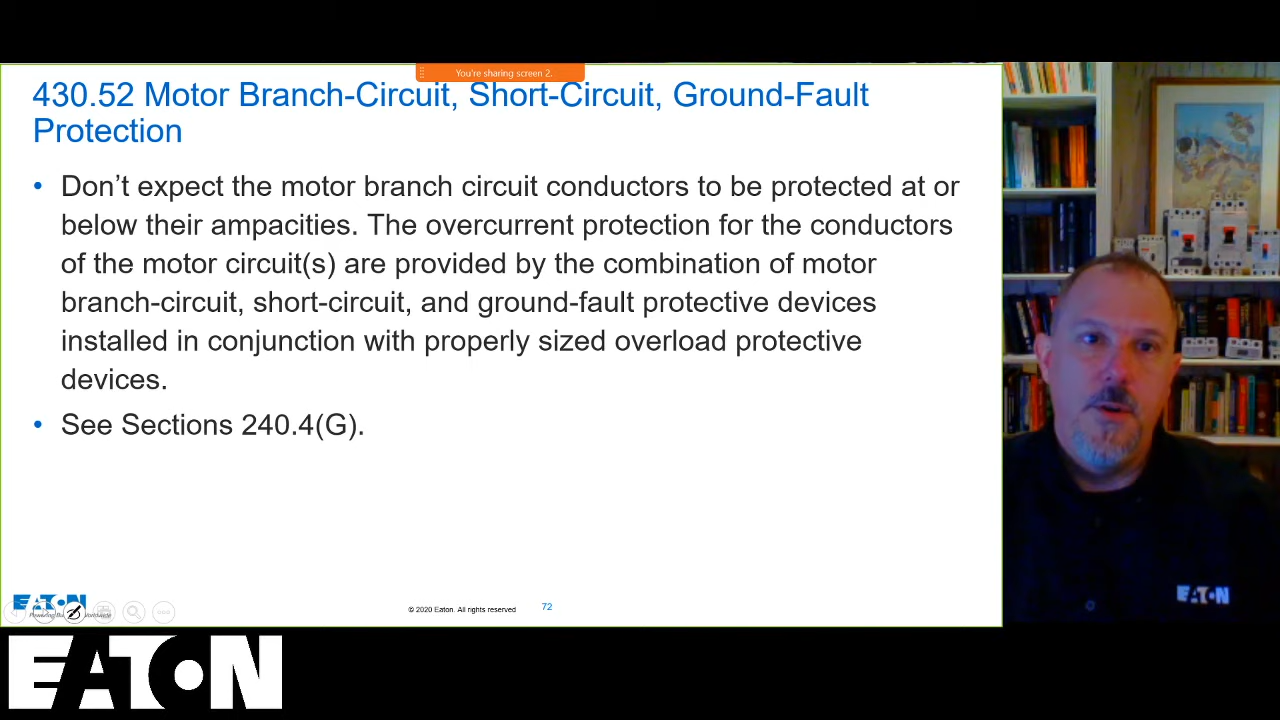 You're sharing screen 2.
430.52 Motor Branch-Circuit, Short-Circuit, Ground-Fault
Protection
• Don’t expect the motor branch circuit conductors to be protected at or
below their ampacities. The overcurrent protection for the conductors
of the motor circuit(s) are provided by the combination of motor
branch-circuit, short-circuit, and ground-fault protective devices
installed in conjunction with properly sized overload protective
devices.
• See Sections 240.4(G).
EATON
© 2020 Eaton. All rights reserved
72
EATON
EATON